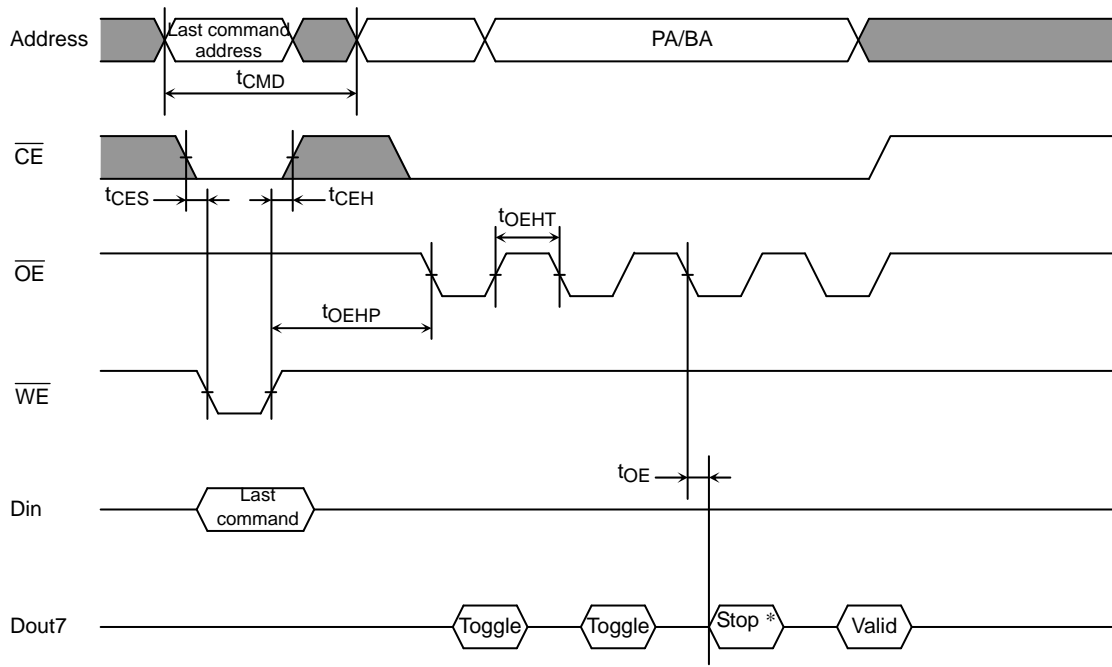 Address
Last command
address
PA/BA
tCMD
CE
tCES
tCEH
tOEHT
OE
tOEHP
WE
tOE
Din
Last
command
Dout7
Toggle
Toggle
Stop *
Valid